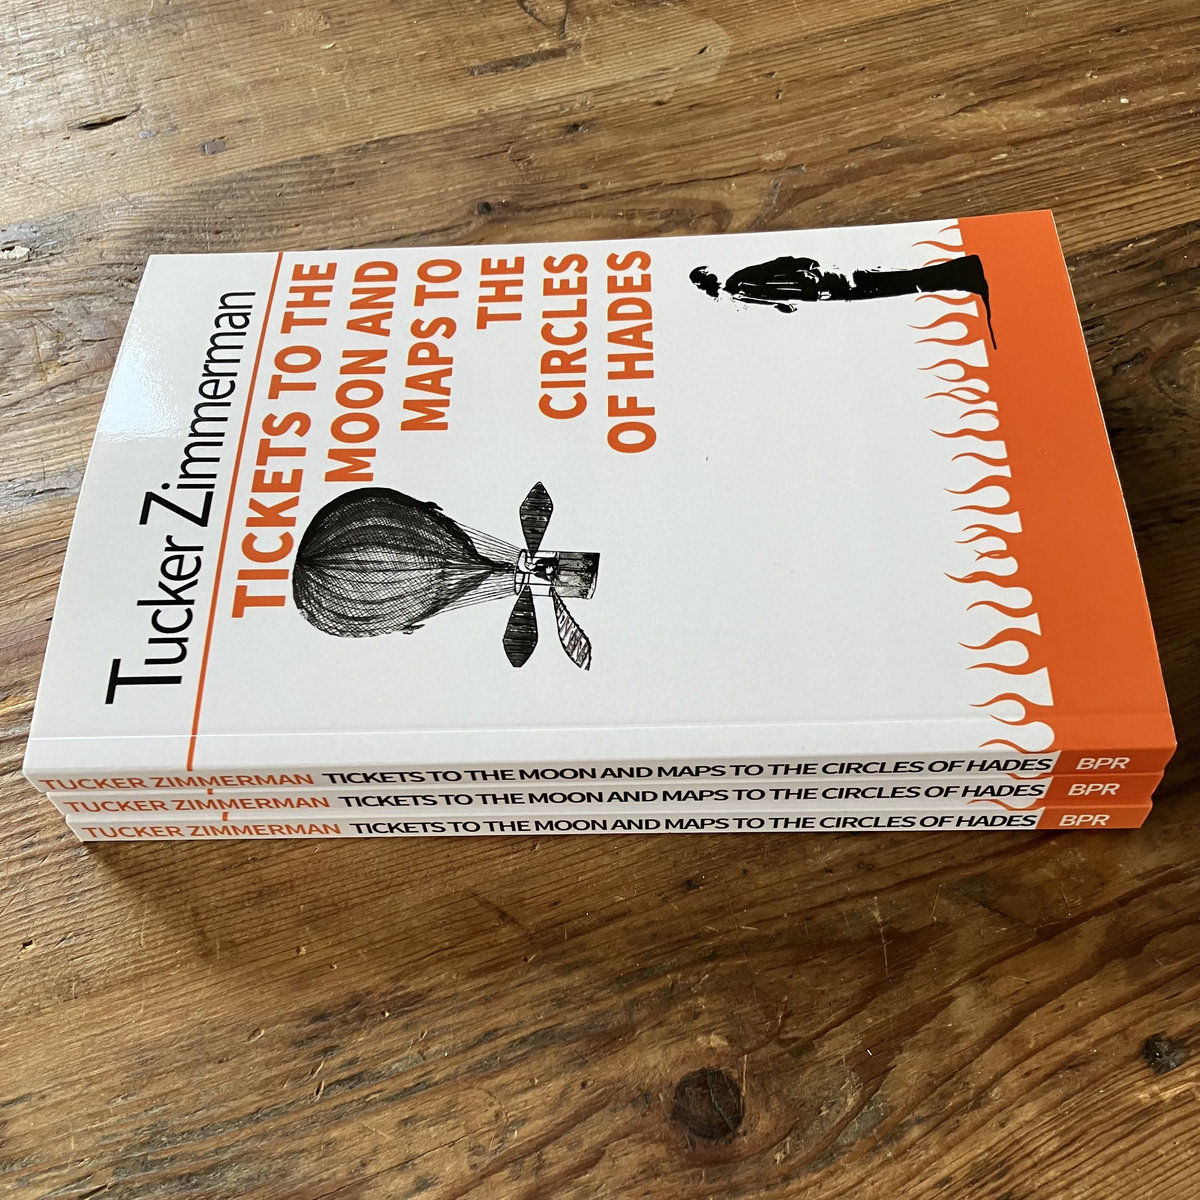 Tucker Zimmerman
TICKETS TO THE
MOON AND
MAPS TO
THE
CIRCLES
OF HADES
TUCKER ZIMMERMAN TICKETS TO THE MOON AND MAPS TO THE CIRCLES OF HADES BPR
TUCKER ZIMMERMAN TICKETS TO THE MOON AND MAPS TO THE CIRCLES OF HADES BPR
TUCKER ZIMMERMAN TICKETS TO THE MOON AND MAPS TO THE CIRCLES OF HADES BPR